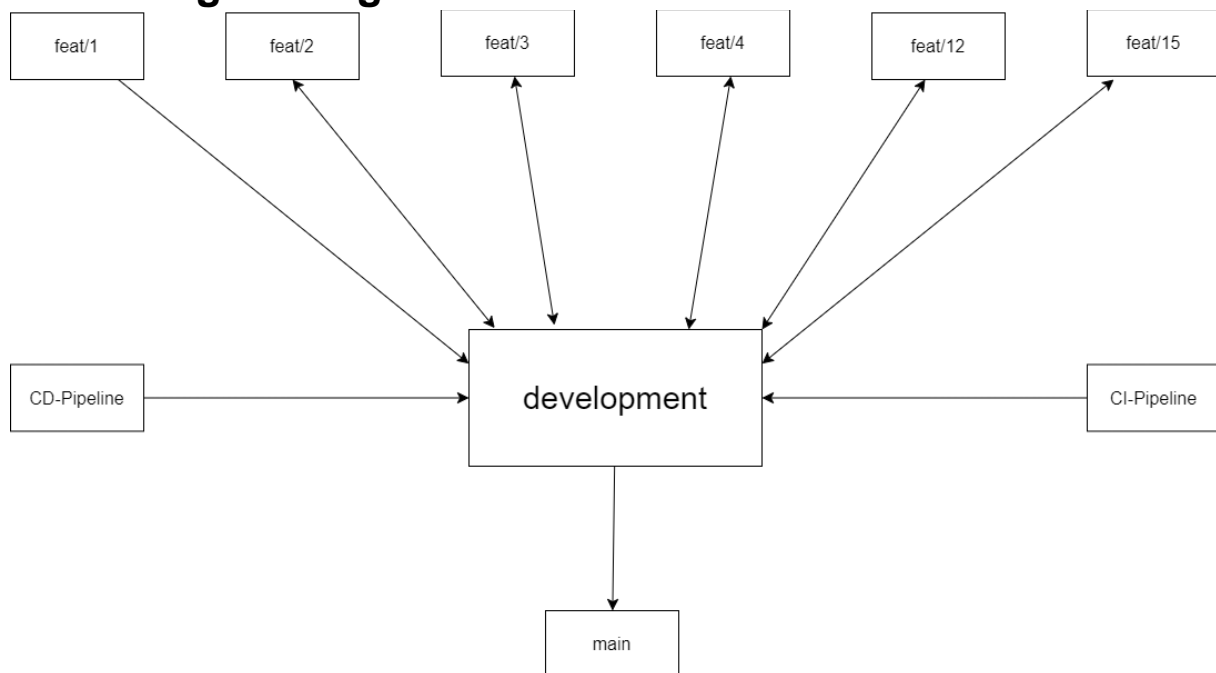 feat/1
feat/2
feat/3
feat/4
feat/12
feat/15
CD-Pipeline
development
CI-Pipeline
main